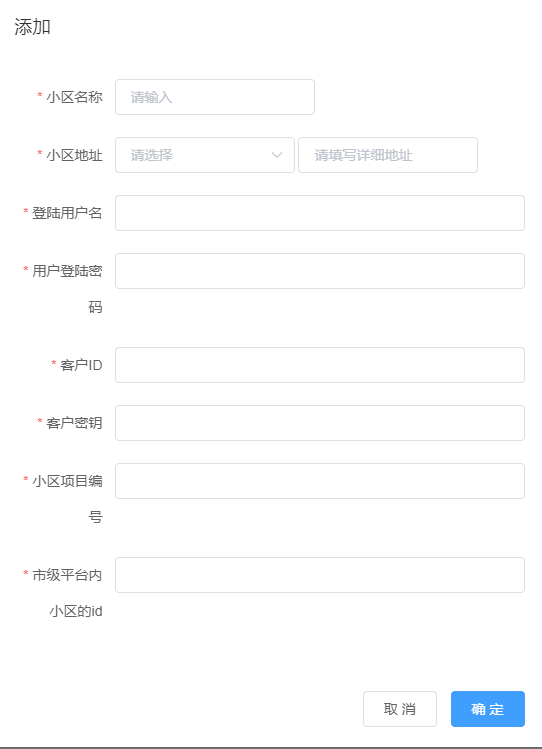 添加
* 小区名称 请输入
* 小区地址 请选择 请填写详细地址
* 登陆用户名
* 用户登陆密
码
* 客户ID
* 客户密钥
* 小区项目编
号
* 市级平台内
小区的id
取 消 确 定